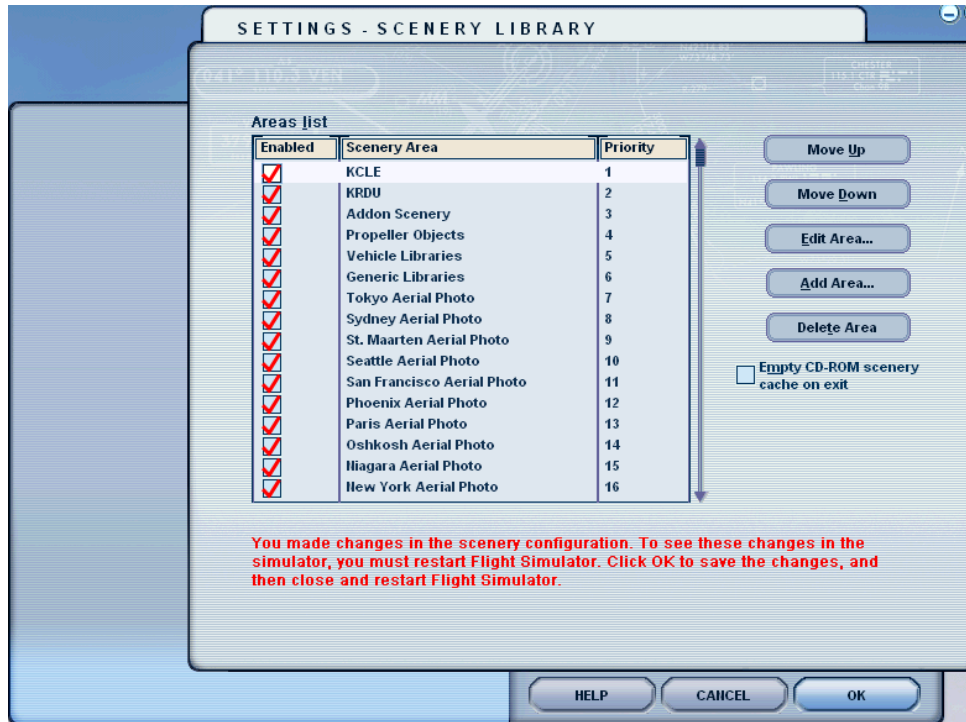 SETTINGS - SCENERY LIBRARY
041° 110.5 VEN
CHESTER
Areas list
Enabled Scenery Area Priority
KCLE 1
KRDU 2
Addon Scenery 3
Propeller Objects 4
Vehicle Libraries 5
Generic Libraries 6
Tokyo Aerial Photo 7
Sydney Aerial Photo 8
St. Maarten Aerial Photo 9
Seattle Aerial Photo 10
San Francisco Aerial Photo 11
Phoenix Aerial Photo 12
Paris Aerial Photo 13
Oshkosh Aerial Photo 14
Niagara Aerial Photo 15
New York Aerial Photo 16
Move Up
Move Down
Edit Area...
Add Area...
Delete Area
Empty CD-ROM scenery
cache on exit
You made changes in the scenery configuration. To see these changes in the
simulator, you must restart Flight Simulator. Click OK to save the changes, and
then close and restart Flight Simulator.
HELP CANCEL OK